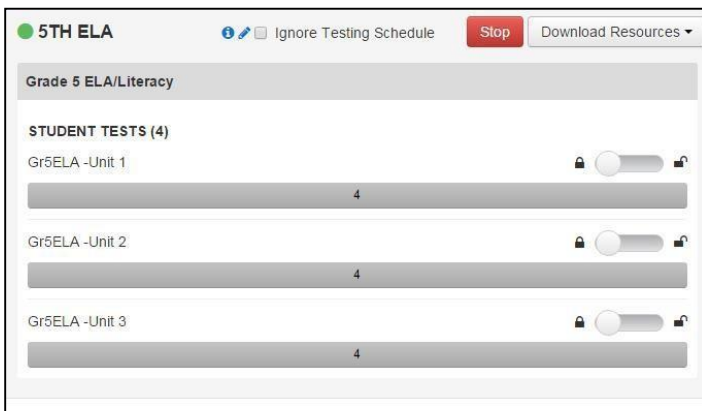 5TH ELA Ignore Testing Schedule Stop Download Resources
Grade 5 ELA/Literacy
STUDENT TESTS (4)
Gr5ELA -Unit 1
4
Gr5ELA -Unit 2
4
Gr5ELA -Unit 3
4